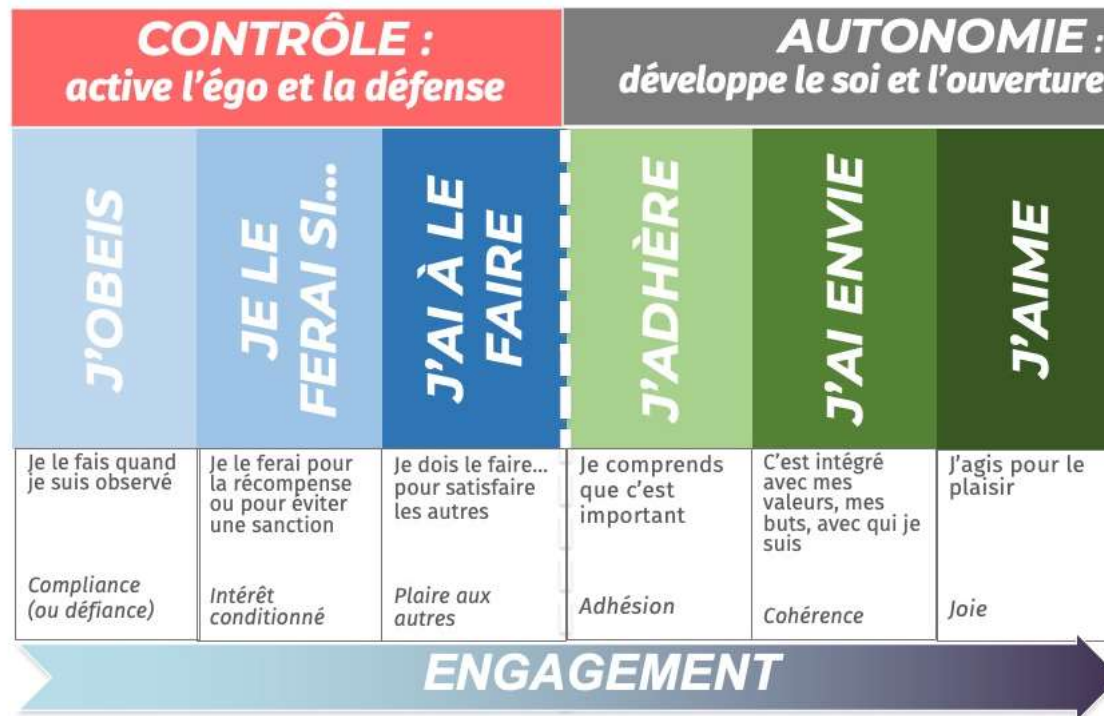 CONTRÔLE :
active l'égo et la défense
AUTONOMIE :
développe le soi et l'ouverture
J'OBEIS
JE LE
FERAI SI...
J'AI À LE
FAIRE
J'ADHÈRE
J'AI ENVIE
J'AIME
Je le fais quand
je suis observé
Compliance
(ou défiance)
Je le ferai pour
la récompense
ou pour éviter
une sanction
Intérêt
conditionné
Je dois le faire...
pour satisfaire
les autres
Plaire aux
autres
Je comprends
que c'est
important
Adhésion
C'est intégré
avec mes
valeurs, mes
buts, avec qui je
suis
Cohérence
J'agis pour le
plaisir
Joie
ENGAGEMENT